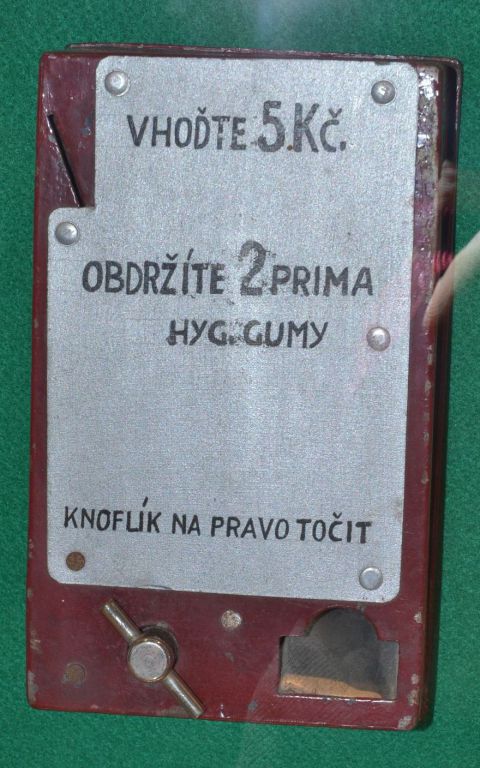 VHOĎTE 5 Kč.
OBDRŽÍTE 2 PRIMA
HYG. GUMY
KNOFLÍK NA PRAVO TOČIT